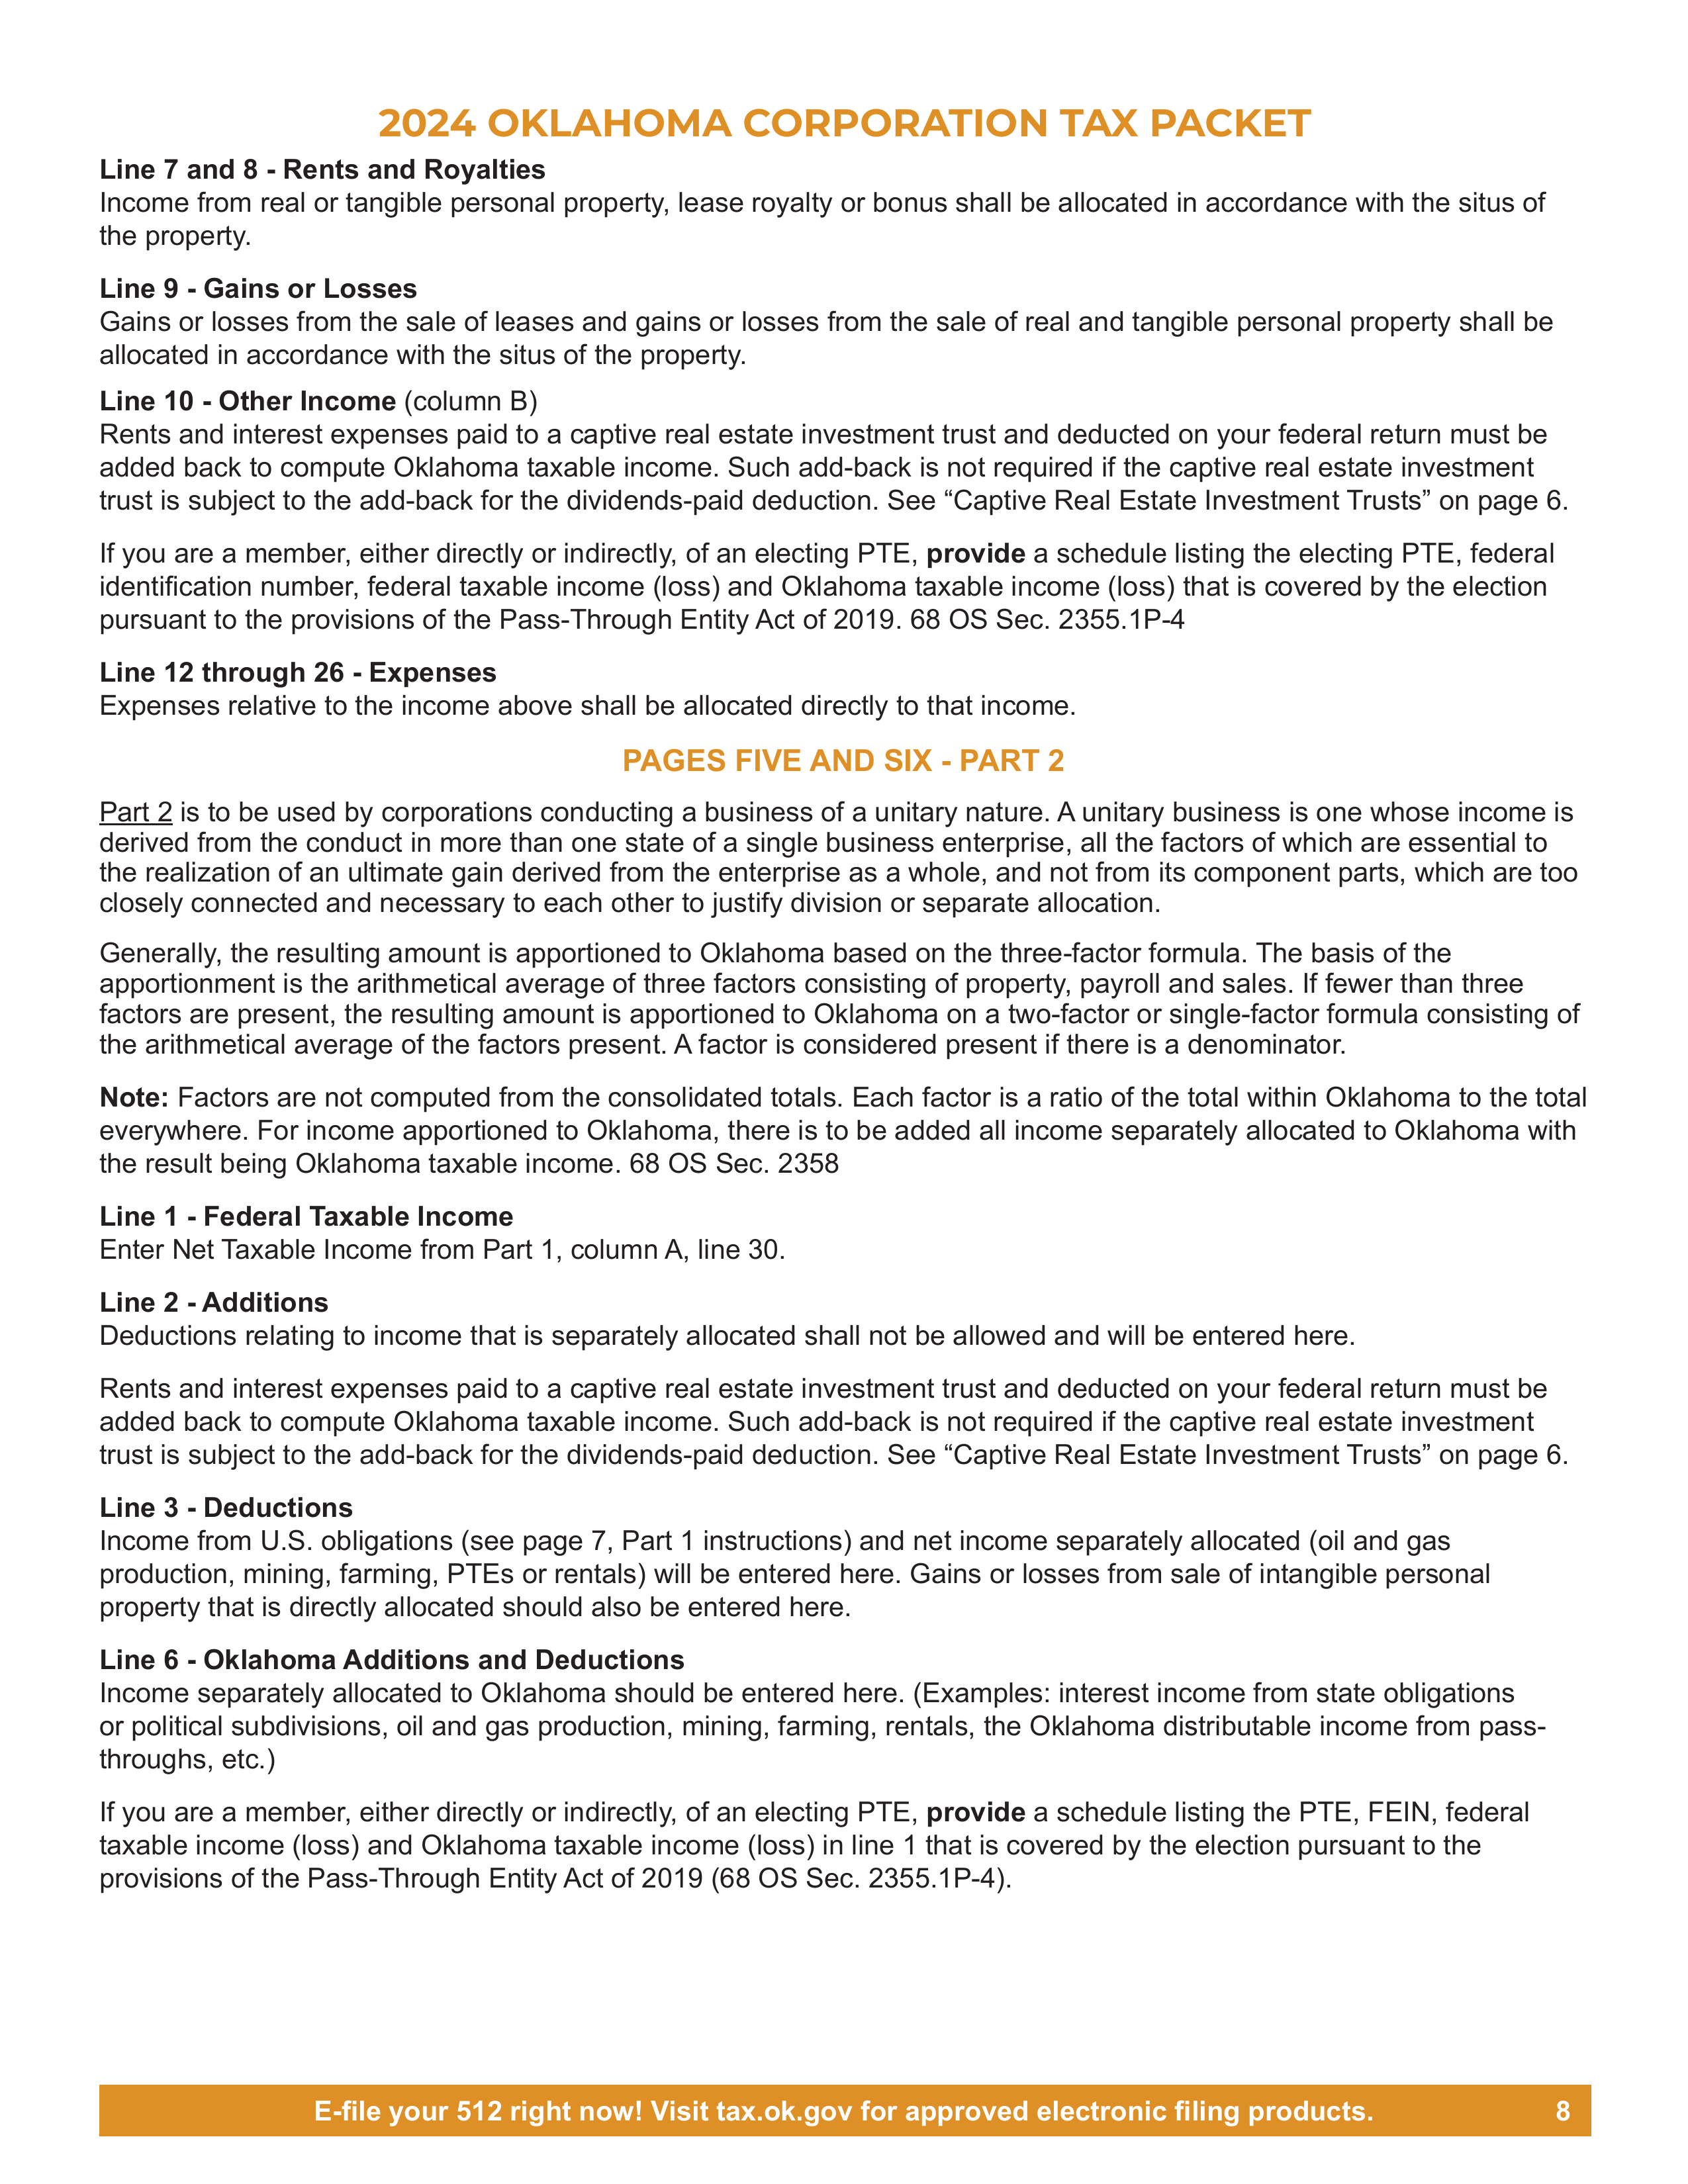 2024 OKLAHOMA CORPORATION TAX PACKET
Line 7 and 8 - Rents and Royalties
Income from real or tangible personal property, lease royalty or bonus shall be allocated in accordance with the situs of
the property.
Line 9 - Gains or Losses
Gains or losses from the sale of leases and gains or losses from the sale of real and tangible personal property shall be
allocated in accordance with the situs of the property.
Line 10 - Other Income (column B)
Rents and interest expenses paid to a captive real estate investment trust and deducted on your federal return must be
added back to compute Oklahoma taxable income. Such add-back is not required if the captive real estate investment
trust is subject to the add-back for the dividends-paid deduction. See “Captive Real Estate Investment Trusts” on page 6.
If you are a member, either directly or indirectly, of an electing PTE, provide a schedule listing the electing PTE, federal
identification number, federal taxable income (loss) and Oklahoma taxable income (loss) that is covered by the election
pursuant to the provisions of the Pass-Through Entity Act of 2019. 68 OS Sec. 2355.1P-4
Line 12 through 26 - Expenses
Expenses relative to the income above shall be allocated directly to that income.
PAGES FIVE AND SIX - PART 2
Part 2 is to be used by corporations conducting a business of a unitary nature. A unitary business is one whose income is
derived from the conduct in more than one state of a single business enterprise, all the factors of which are essential to
the realization of an ultimate gain derived from the enterprise as a whole, and not from its component parts, which are too
closely connected and necessary to each other to justify division or separate allocation.
Generally, the resulting amount is apportioned to Oklahoma based on the three-factor formula. The basis of the
apportionment is the arithmetical average of three factors consisting of property, payroll and sales. If fewer than three
factors are present, the resulting amount is apportioned to Oklahoma on a two-factor or single-factor formula consisting of
the arithmetical average of the factors present. A factor is considered present if there is a denominator.
Note: Factors are not computed from the consolidated totals. Each factor is a ratio of the total within Oklahoma to the total
everywhere. For income apportioned to Oklahoma, there is to be added all income separately allocated to Oklahoma with
the result being Oklahoma taxable income. 68 OS Sec. 2358
Line 1 - Federal Taxable Income
Enter Net Taxable Income from Part 1, column A, line 30.
Line 2 - Additions
Deductions relating to income that is separately allocated shall not be allowed and will be entered here.
Rents and interest expenses paid to a captive real estate investment trust and deducted on your federal return must be
added back to compute Oklahoma taxable income. Such add-back is not required if the captive real estate investment
trust is subject to the add-back for the dividends-paid deduction. See “Captive Real Estate Investment Trusts” on page 6.
Line 3 - Deductions
Income from U.S. obligations (see page 7, Part 1 instructions) and net income separately allocated (oil and gas
production, mining, farming, PTEs or rentals) will be entered here. Gains or losses from sale of intangible personal
property that is directly allocated should also be entered here.
Line 6 - Oklahoma Additions and Deductions
Income separately allocated to Oklahoma should be entered here. (Examples: interest income from state obligations
or political subdivisions, oil and gas production, mining, farming, rentals, the Oklahoma distributable income from pass-
throughs, etc.)
If you are a member, either directly or indirectly, of an electing PTE, provide a schedule listing the PTE, FEIN, federal
taxable income (loss) and Oklahoma taxable income (loss) in line 1 that is covered by the election pursuant to the
provisions of the Pass-Through Entity Act of 2019 (68 OS Sec. 2355.1P-4).
E-file your 512 right now! Visit tax.ok.gov for approved electronic filing products. 8